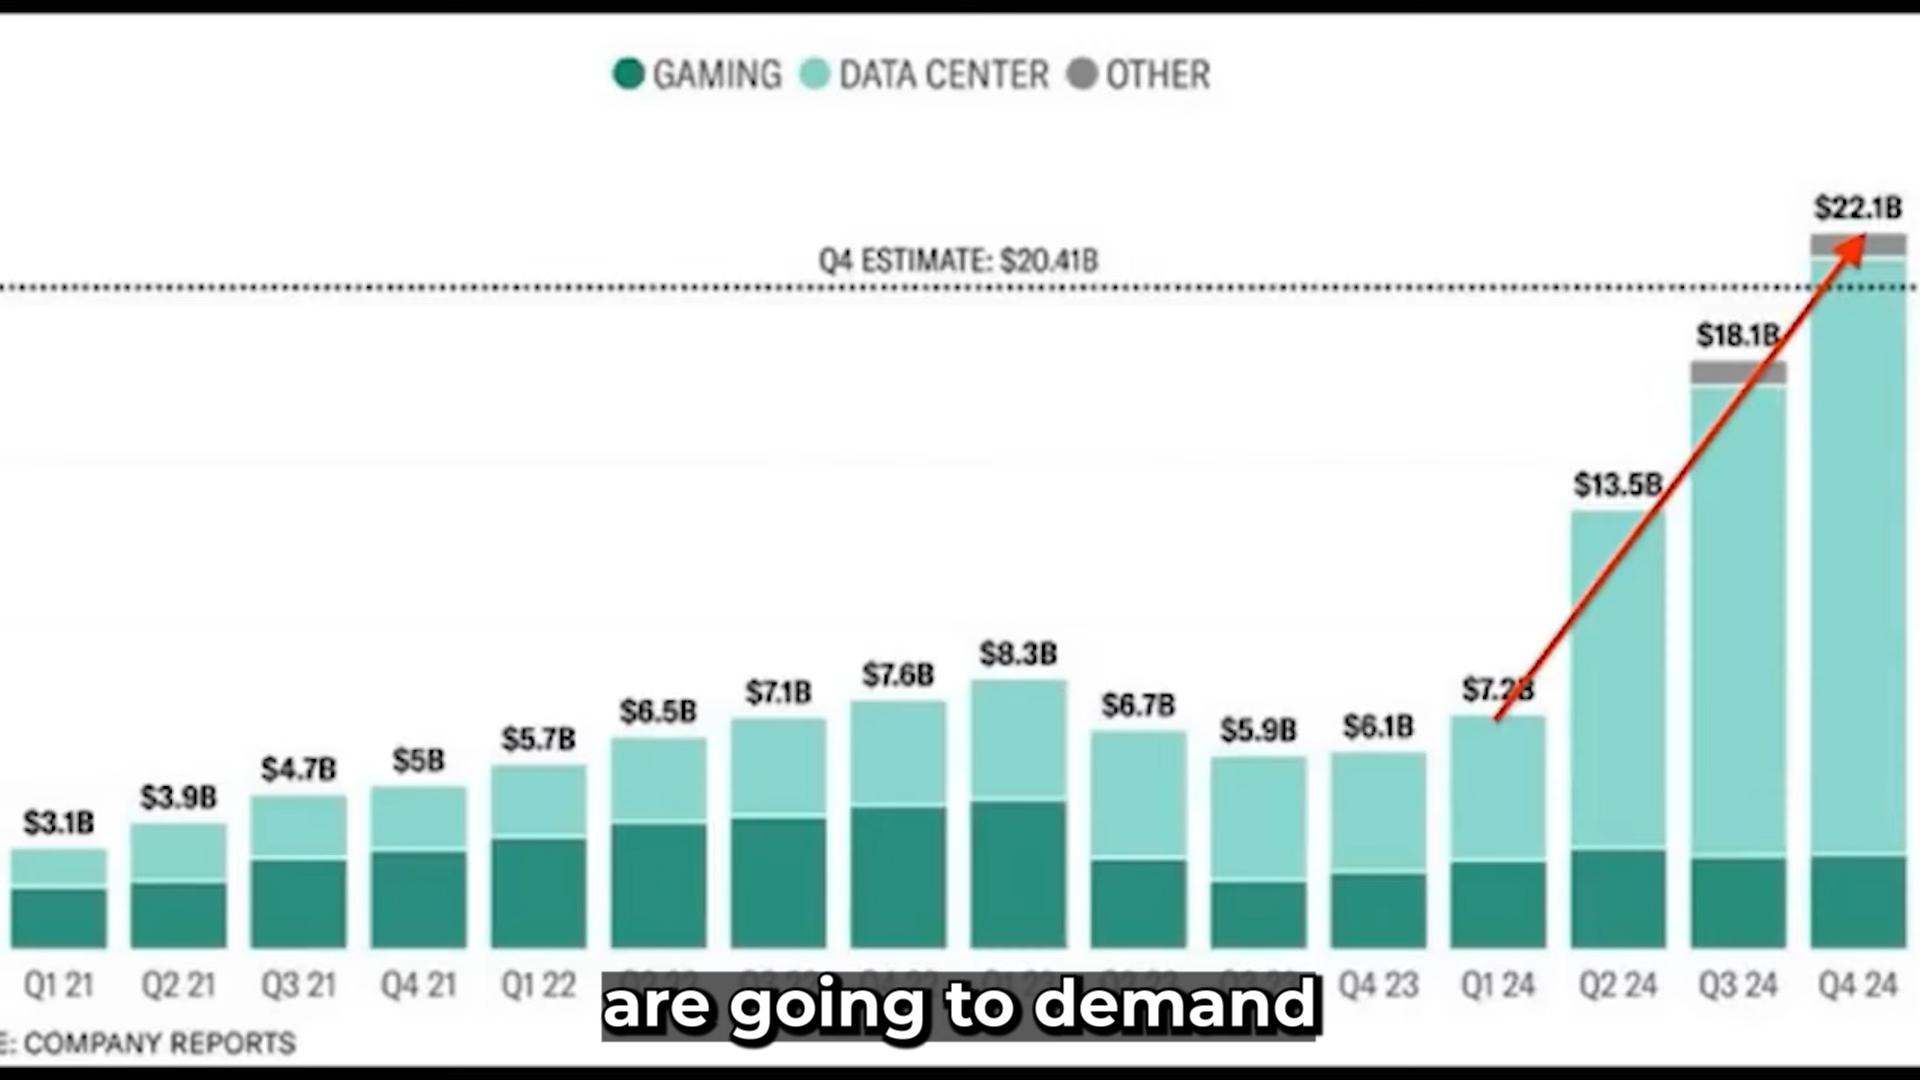 GAMING DATA CENTER OTHER
$22.1B
Q4 ESTIMATE: $20.41B
$18.1B
$13.5B
$8.3B
$7.6B
$7.2B
$7.1B
$6.7B
$6.5B
$6.1B
$5.9B
$5.7B
$5B
$4.7B
$3.9B
$3.1B
Q1 21 Q2 21 Q3 21 Q4 21 Q1 22 Q4 23 Q1 24 Q2 24 Q3 24 Q4 24
are going to demand
E: COMPANY REPORTS